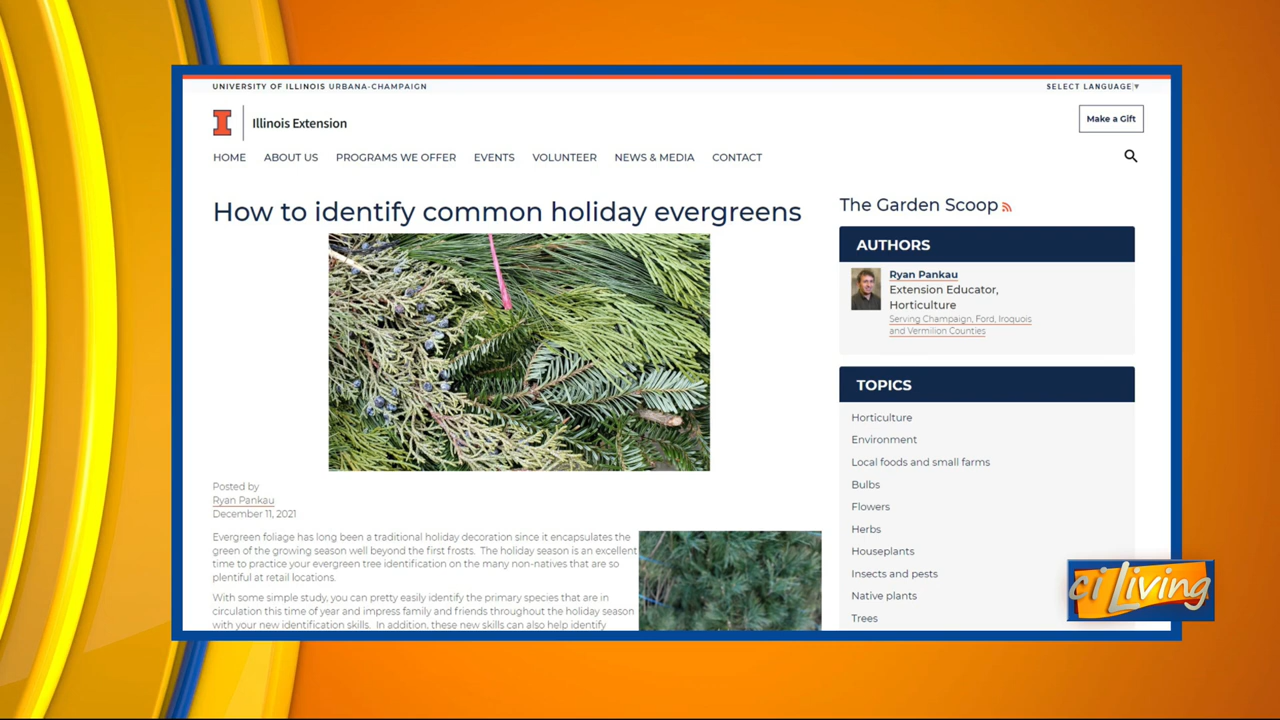 UNIVERSITY OF ILLINOIS URBANA-CHAMPAIGN
SELECT LANGUAGE ▼
I
Illinois Extension
Make a Gift
HOME ABOUT US PROGRAMS WE OFFER EVENTS VOLUNTEER NEWS & MEDIA CONTACT
How to identify common holiday evergreens
Posted by
Ryan Pankau
December 11, 2021
Evergreen foliage has long been a traditional holiday decoration since it encapsulates the
green of the growing season well beyond the first frosts. The holiday season is an excellent
time to practice your evergreen tree identification on the many non-natives that are so
plentiful at retail locations.
With some simple study, you can pretty easily identify the primary species that are in
circulation this time of year and impress family and friends throughout the holiday season
with your new identification skills. In addition, these new skills can also help identify
The Garden Scoop
AUTHORS
Ryan Pankau
Extension Educator,
Horticulture
Serving Champaign, Ford, Iroquois
and Vermilion Counties
TOPICS
Horticulture
Environment
Local foods and small farms
Bulbs
Flowers
Herbs
Houseplants
Insects and pests
Native plants
Trees
ciLiving